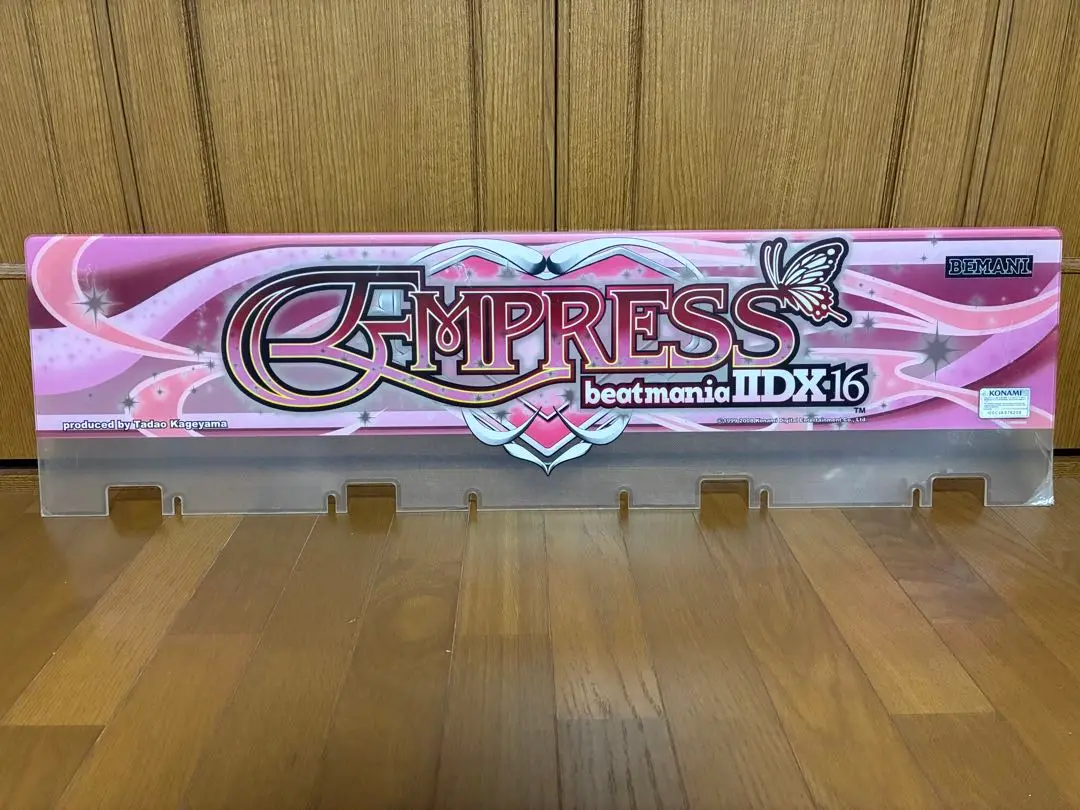 BEMANI
EMPRESS
beatmania IIDX 16
TM
KONAMI
produced by Tadao Kageyama